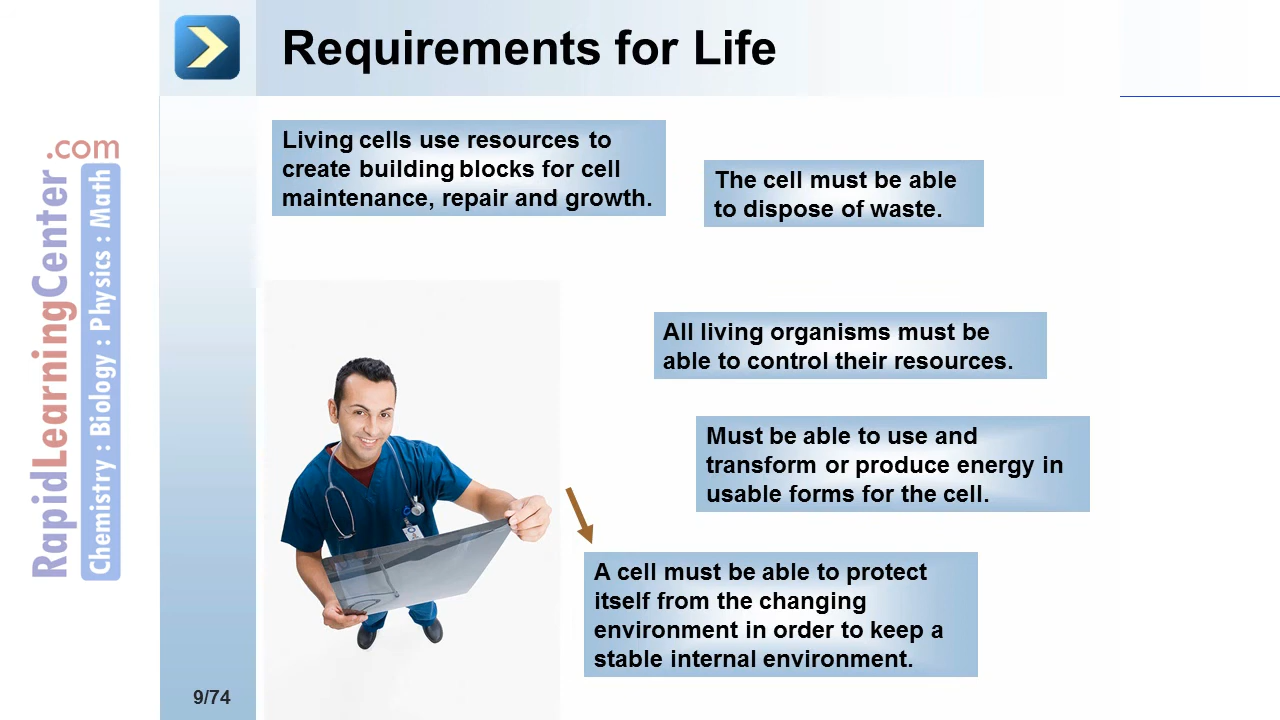 Requirements for Life
Living cells use resources to
create building blocks for cell
maintenance, repair and growth.
The cell must be able
to dispose of waste.
All living organisms must be
able to control their resources.
Must be able to use and
transform or produce energy in
usable forms for the cell.
A cell must be able to protect
itself from the changing
environment in order to keep a
stable internal environment.
RapidLearningCenter.com
Chemistry : Biology : Physics : Math
9/74